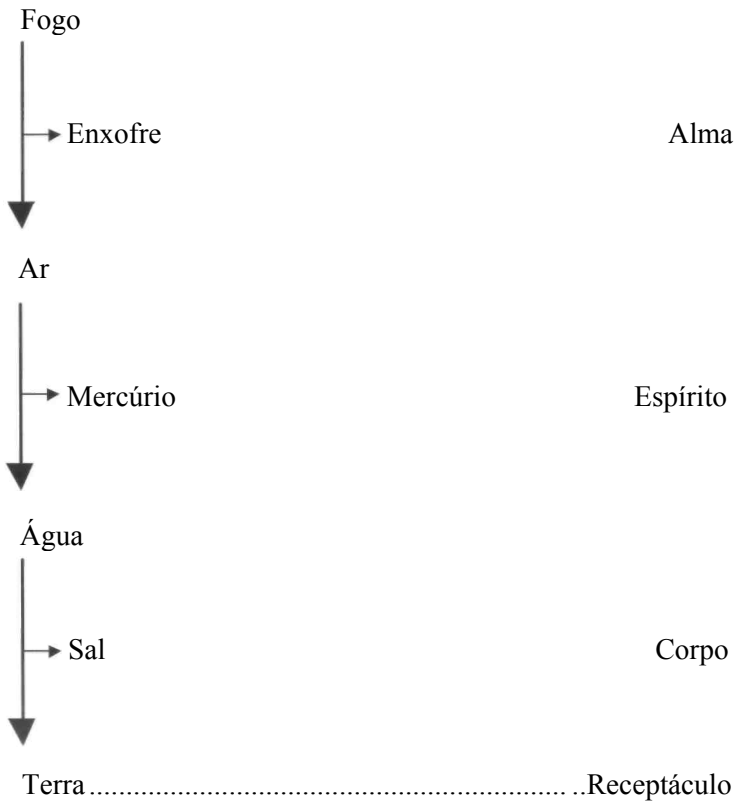 Fogo
Enxofre Alma
Ar
Mercúrio Espírito
Água
Sal Corpo
Terra................................................................ ..Receptáculo